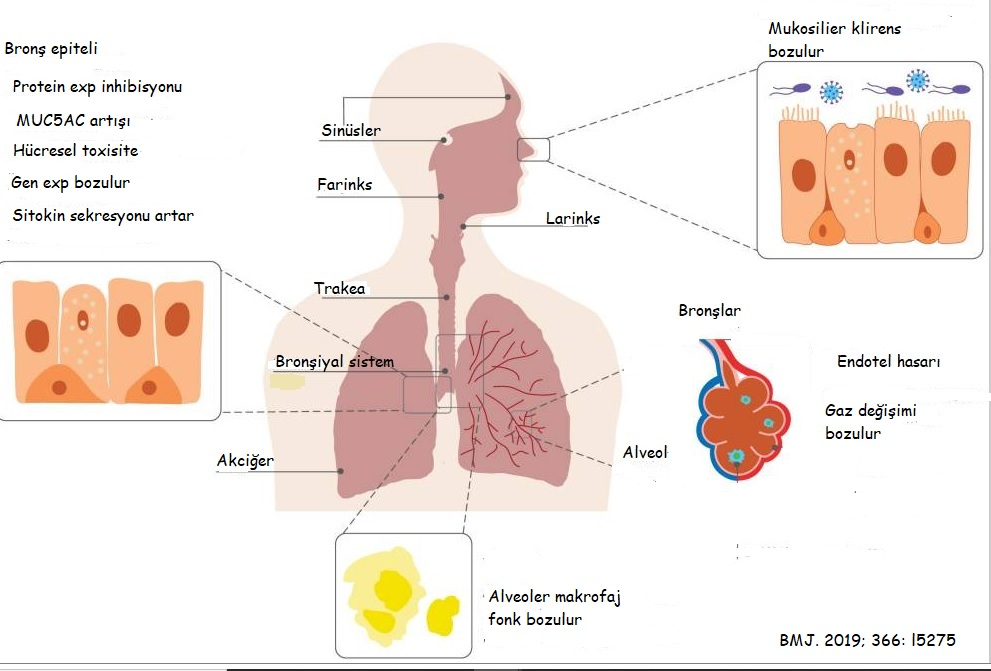 Mukosilier klirens
bozulur
Bronş epiteli
Protein exp inhibisyonu
MUC5AC artışı
Hücresel toxisite
Gen exp bozulur
Sitokin sekresyonu artar
Sinüsler
Farinks
Larinks
Trakea
Bronşiyal sistem
Akciğer
Bronşlar
Endotel hasarı
Gaz değişimi
bozulur
Alveol
Alveoler makrofaj
fonk bozulur
BMJ. 2019; 366: l5275